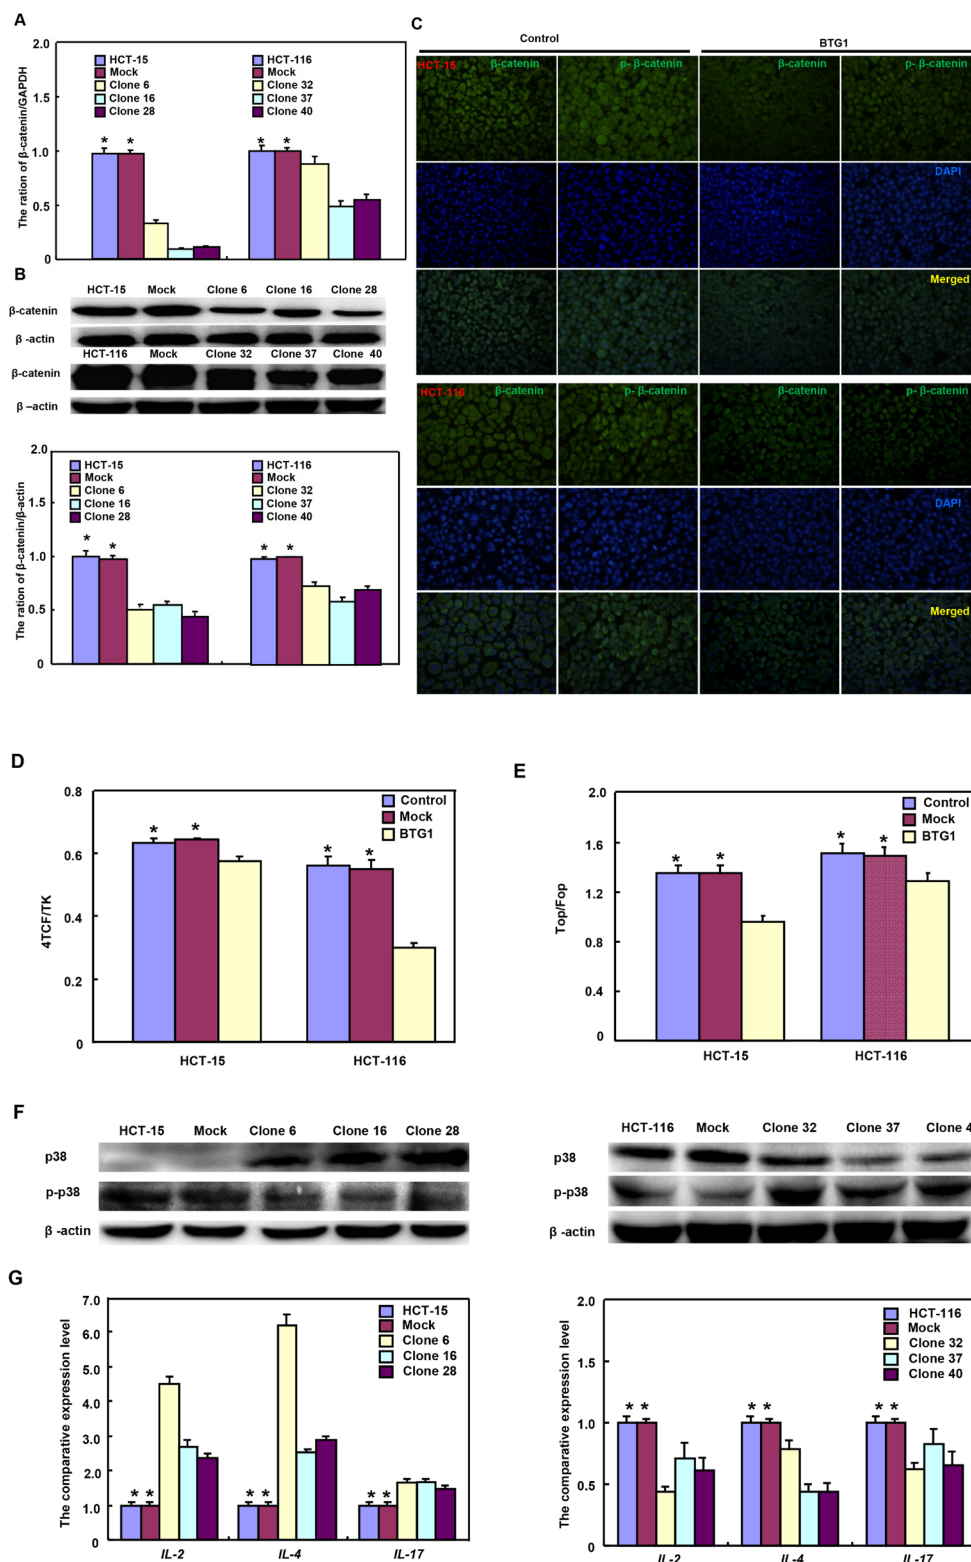 A
The ration of β-catenin/GAPDH
2.0
1.5
1.0
0.5
0
HCT-15
Mock
Clone 6
Clone 16
Clone 28
HCT-116
Mock
Clone 32
Clone 37
Clone 40
* * * *
B
HCT-15 Mock Clone 6 Clone 16 Clone 28
β-catenin
β -actin
HCT-116 Mock Clone 32 Clone 37 Clone 40
β-catenin
β –actin
The ration of β-catenin/β-actin
2.0
1.5
1.0
0.5
0
HCT-15
Mock
Clone 6
Clone 16
Clone 28
HCT-116
Mock
Clone 32
Clone 37
Clone 40
* * * *
C
Control BTG1
HCT-15 β-catenin p- β-catenin β-catenin p- β-catenin
DAPI
Merged
HCT-116 β-catenin p- β-catenin β-catenin p- β-catenin
DAPI
Merged
D
4TCF/TK
0.8
0.6
0.4
0.2
0
Control
Mock
BTG1
* * * *
HCT-15 HCT-116
E
Top/Fop
2.0
1.6
1.2
0.8
0.4
0
Control
Mock
BTG1
* * * *
HCT-15 HCT-116
F
HCT-15 Mock Clone 6 Clone 16 Clone 28
p38
p-p38
β -actin
HCT-116 Mock Clone 32 Clone 37 Clone 4
p38
p-p38
β -actin
G
The comparative expression level
7.0
6.0
5.0
4.0
3.0
2.0
1.0
0
HCT-15
Mock
Clone 6
Clone 16
Clone 28
* * * * * *
IL-2 IL-4 IL-17
The comparative expression level
2.0
1.5
1.0
0.5
0
HCT-116
Mock
Clone 32
Clone 37
Clone 40
* * * * * *
IL-2 IL-4 IL-17